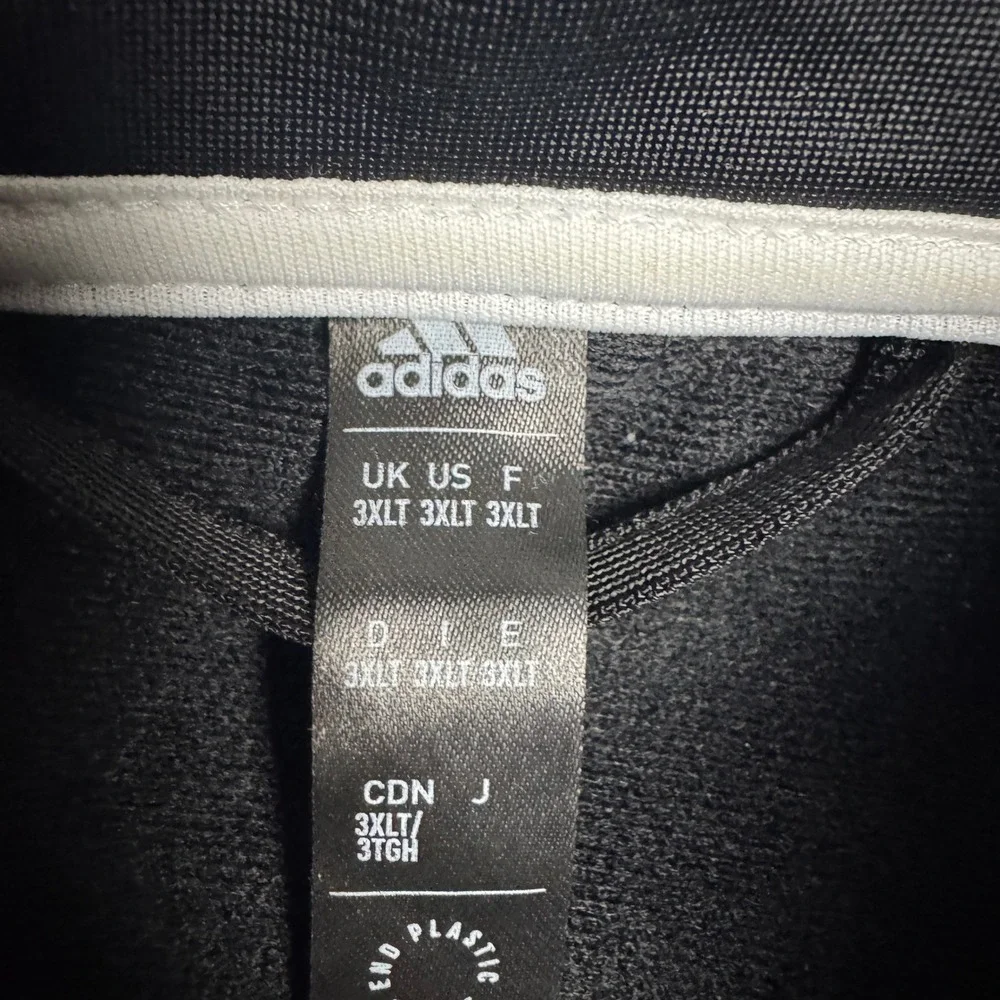 adidas
UK US F
3XLT 3XLT 3XLT
D I E
3XLT 3XLT 3XLT
CDN J
3XLT/
3TGH
END PLASTIC